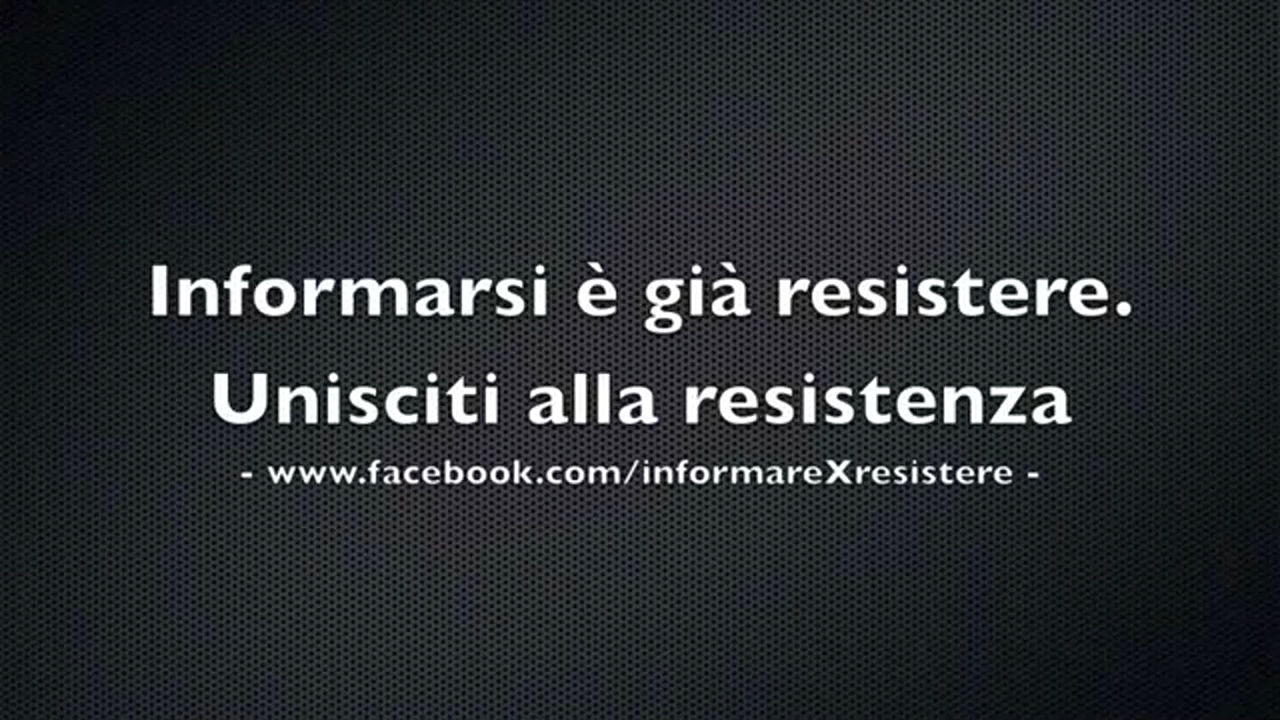 Informarsi è già resistere.
Unisciti alla resistenza
- www.facebook.com/informareXresistere -